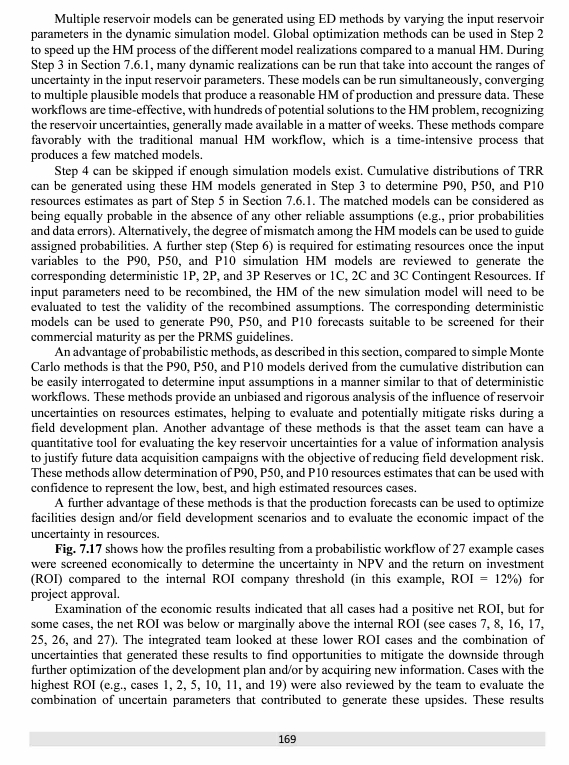 Multiple reservoir models can be generated using ED methods by varying the input reservoir
parameters in the dynamic simulation model. Global optimization methods can be used in Step 2
to speed up the HM process of the different model realizations compared to a manual HM. During
Step 3 in Section 7.6.1, many dynamic realizations can be run that take into account the ranges of
uncertainty in the input reservoir parameters. These models can be run simultaneously, converging
to multiple plausible models that produce a reasonable HM of production and pressure data. These
workflows are time-effective, with hundreds of potential solutions to the HM problem, recognizing
the reservoir uncertainties, generally made available in a matter of weeks. These methods compare
favorably with the traditional manual HM workflow, which is a time-intensive process that
produces a few matched models.
Step 4 can be skipped if enough simulation models exist. Cumulative distributions of TRR
can be generated using these HM models generated in Step 3 to determine P90, P50, and P10
resources estimates as part of Step 5 in Section 7.6.1. The matched models can be considered as
being equally probable in the absence of any other reliable assumptions (e.g., prior probabilities
and data errors). Alternatively, the degree of mismatch among the HM models can be used to guide
assigned probabilities. A further step (Step 6) is required for estimating resources once the input
variables to the P90, P50, and P10 simulation HM models are reviewed to generate the
corresponding deterministic 1P, 2P, and 3P Reserves or 1C, 2C and 3C Contingent Resources. If
input parameters need to be recombined, the HM of the new simulation model will need to be
evaluated to test the validity of the recombined assumptions. The corresponding deterministic
models can be used to generate P90, P50, and P10 forecasts suitable to be screened for their
commercial maturity as per the PRMS guidelines.
An advantage of probabilistic methods, as described in this section, compared to simple Monte
Carlo methods is that the P90, P50, and P10 models derived from the cumulative distribution can
be easily interrogated to determine input assumptions in a manner similar to that of deterministic
workflows. These methods provide an unbiased and rigorous analysis of the influence of reservoir
uncertainties on resources estimates, helping to evaluate and potentially mitigate risks during a
field development plan. Another advantage of these methods is that the asset team can have a
quantitative tool for evaluating the key reservoir uncertainties for a value of information analysis
to justify future data acquisition campaigns with the objective of reducing field development risk.
These methods allow determination of P90, P50, and P10 resources estimates that can be used with
confidence to represent the low, best, and high estimated resources cases.
A further advantage of these methods is that the production forecasts can be used to optimize
facilities design and/or field development scenarios and to evaluate the economic impact of the
uncertainty in resources.
Fig. 7.17 shows how the profiles resulting from a probabilistic workflow of 27 example cases
were screened economically to determine the uncertainty in NPV and the return on investment
(ROI) compared to the internal ROI company threshold (in this example, ROI = 12%) for
project approval.
Examination of the economic results indicated that all cases had a positive net ROI, but for
some cases, the net ROI was below or marginally above the internal ROI (see cases 7, 8, 16, 17,
25, 26, and 27). The integrated team looked at these lower ROI cases and the combination of
uncertainties that generated these results to find opportunities to mitigate the downside through
further optimization of the development plan and/or by acquiring new information. Cases with the
highest ROI (e.g., cases 1, 2, 5, 10, 11, and 19) were also reviewed by the team to evaluate the
combination of uncertain parameters that contributed to generate these upsides. These results
169